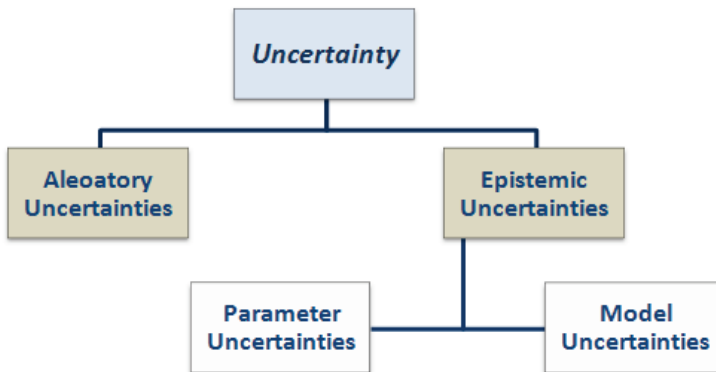 Uncertainty
Aleoatory
Uncertainties
Epistemic
Uncertainties
Parameter
Uncertainties
Model
Uncertainties